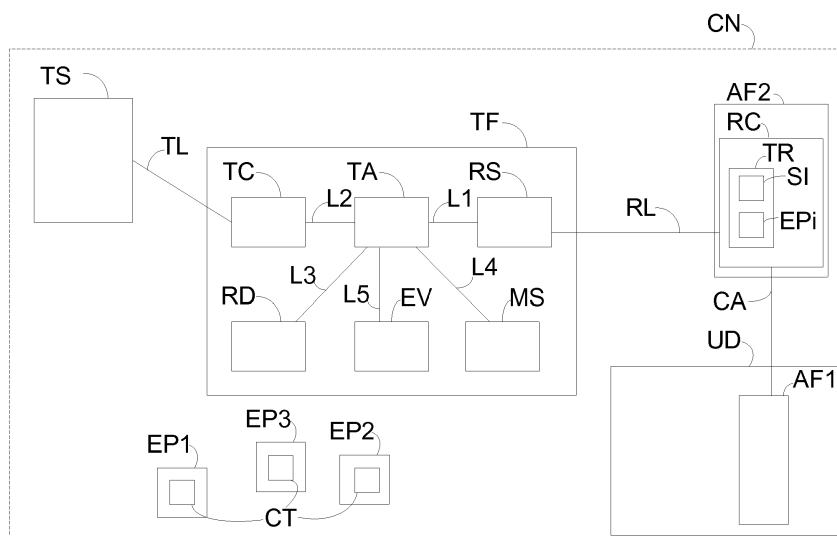 CN
TS
AF2
TL
TF
RC
TC
TA
RS
TR
L2
L1
SI
RL
EPi
L3
L4
RD
L5
EV
MS
CA
UD
AF1
EP1
EP3
EP2
CT